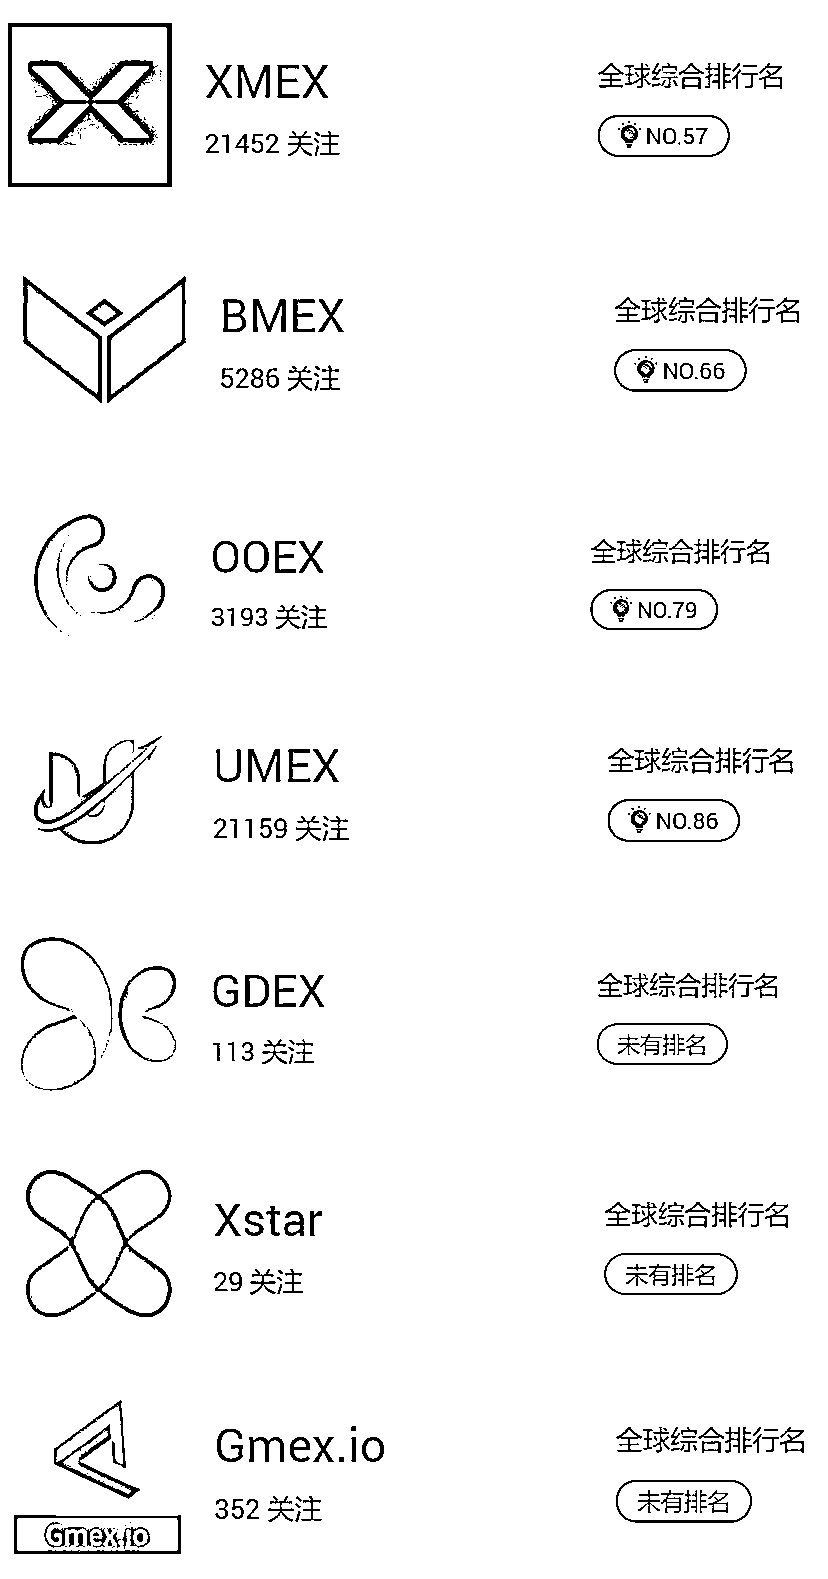 XMEX
全球综合排行名
21452 关注
NO.57
BMEX
全球综合排行名
5286 关注
NO.66
OOEX
全球综合排行名
3193 关注
NO.79
UMEX
全球综合排行名
21159 关注
NO.86
GDEX
全球综合排行名
113 关注
未有排名
Xstar
全球综合排行名
29 关注
未有排名
Gmex.io
全球综合排行名
352 关注
未有排名
Gmex.io